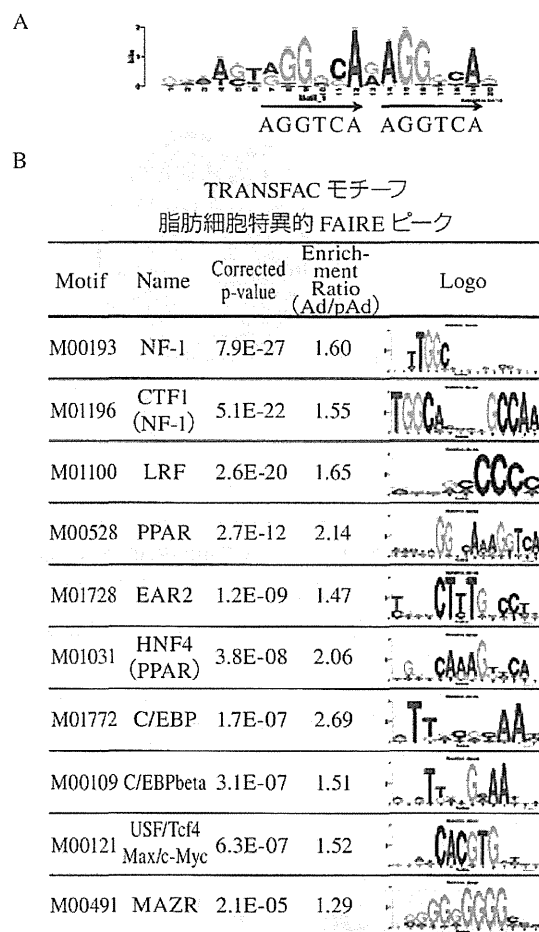 A
AGGTCA AGGTCA
B
TRANSFAC モチーフ
脂肪細胞特異的 FAIRE ピーク
Motif Name Corrected p-value Enrichment Ratio (Ad/pAd) Logo
M00193 NF-1 7.9E-27 1.60
M01196 CTF1 (NF-1) 5.1E-22 1.55
M01100 LRF 2.6E-20 1.65
M00528 PPAR 2.7E-12 2.14
M01728 EAR2 1.2E-09 1.47
M01031 HNF4 (PPAR) 3.8E-08 2.06
M01772 C/EBP 1.7E-07 2.69
M00109 C/EBPbeta 3.1E-07 1.51
M00121 USF/Tcf4 Max/c-Myc 6.3E-07 1.52
M00491 MAZR 2.1E-05 1.29